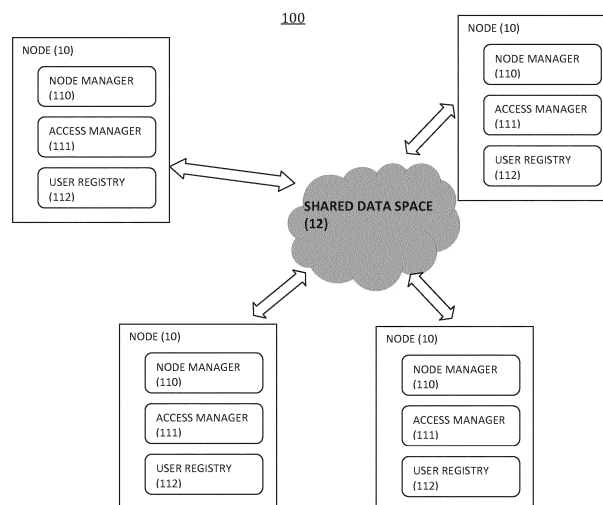 100
NODE (10)
NODE MANAGER
(110)
ACCESS MANAGER
(111)
USER REGISTRY
(112)
NODE (10)
NODE MANAGER
(110)
ACCESS MANAGER
(111)
USER REGISTRY
(112)
SHARED DATA SPACE
(12)
NODE (10)
NODE MANAGER
(110)
ACCESS MANAGER
(111)
USER REGISTRY
(112)
NODE (10)
NODE MANAGER
(110)
ACCESS MANAGER
(111)
USER REGISTRY
(112)